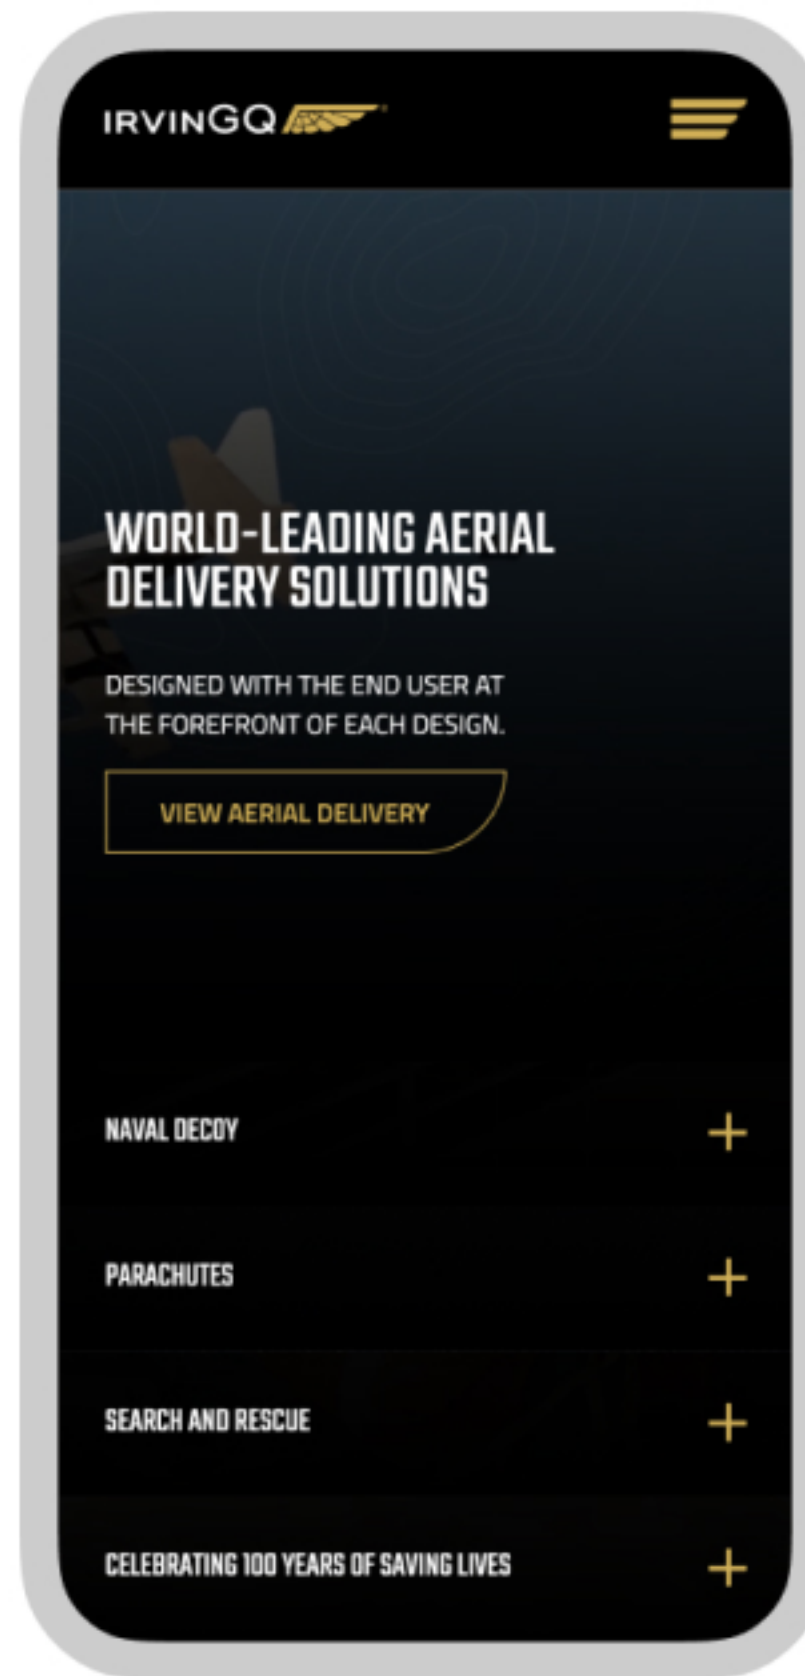 IRVINGQ
WORLD-LEADING AERIAL
DELIVERY SOLUTIONS
DESIGNED WITH THE END USER AT
THE FOREFRONT OF EACH DESIGN.
VIEW AERIAL DELIVERY
NAVAL DECOY
PARACHUTES
SEARCH AND RESCUE
CELEBRATING 100 YEARS OF SAVING LIVES